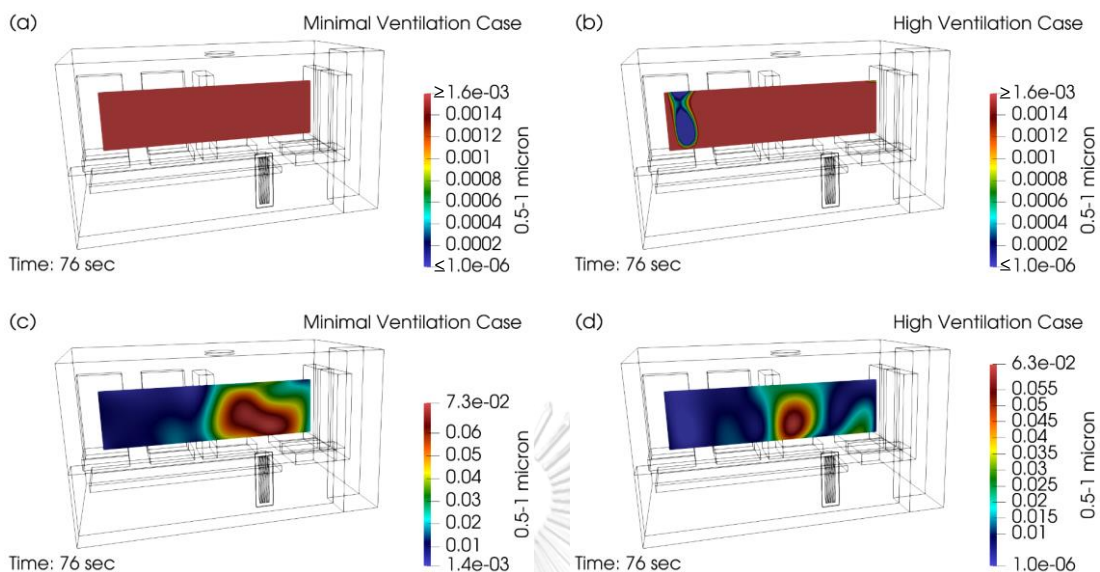 (a)
Minimal Ventilation Case
≥1.6e-03
0.0014
0.0012
0.001
0.0008
0.0006
0.0004
0.0002
≤1.0e-06
0.5-1 micron
Time: 76 sec
(b)
High Ventilation Case
≥1.6e-03
0.0014
0.0012
0.001
0.0008
0.0006
0.0004
0.0002
≤1.0e-06
0.5-1 micron
Time: 76 sec
(c)
Minimal Ventilation Case
7.3e-02
0.06
0.05
0.04
0.03
0.02
0.01
1.4e-03
0.5-1 micron
Time: 76 sec
(d)
High Ventilation Case
6.3e-02
0.055
0.05
0.045
0.04
0.035
0.03
0.025
0.02
0.015
0.01
1.0e-06
0.5-1 micron
Time: 76 sec